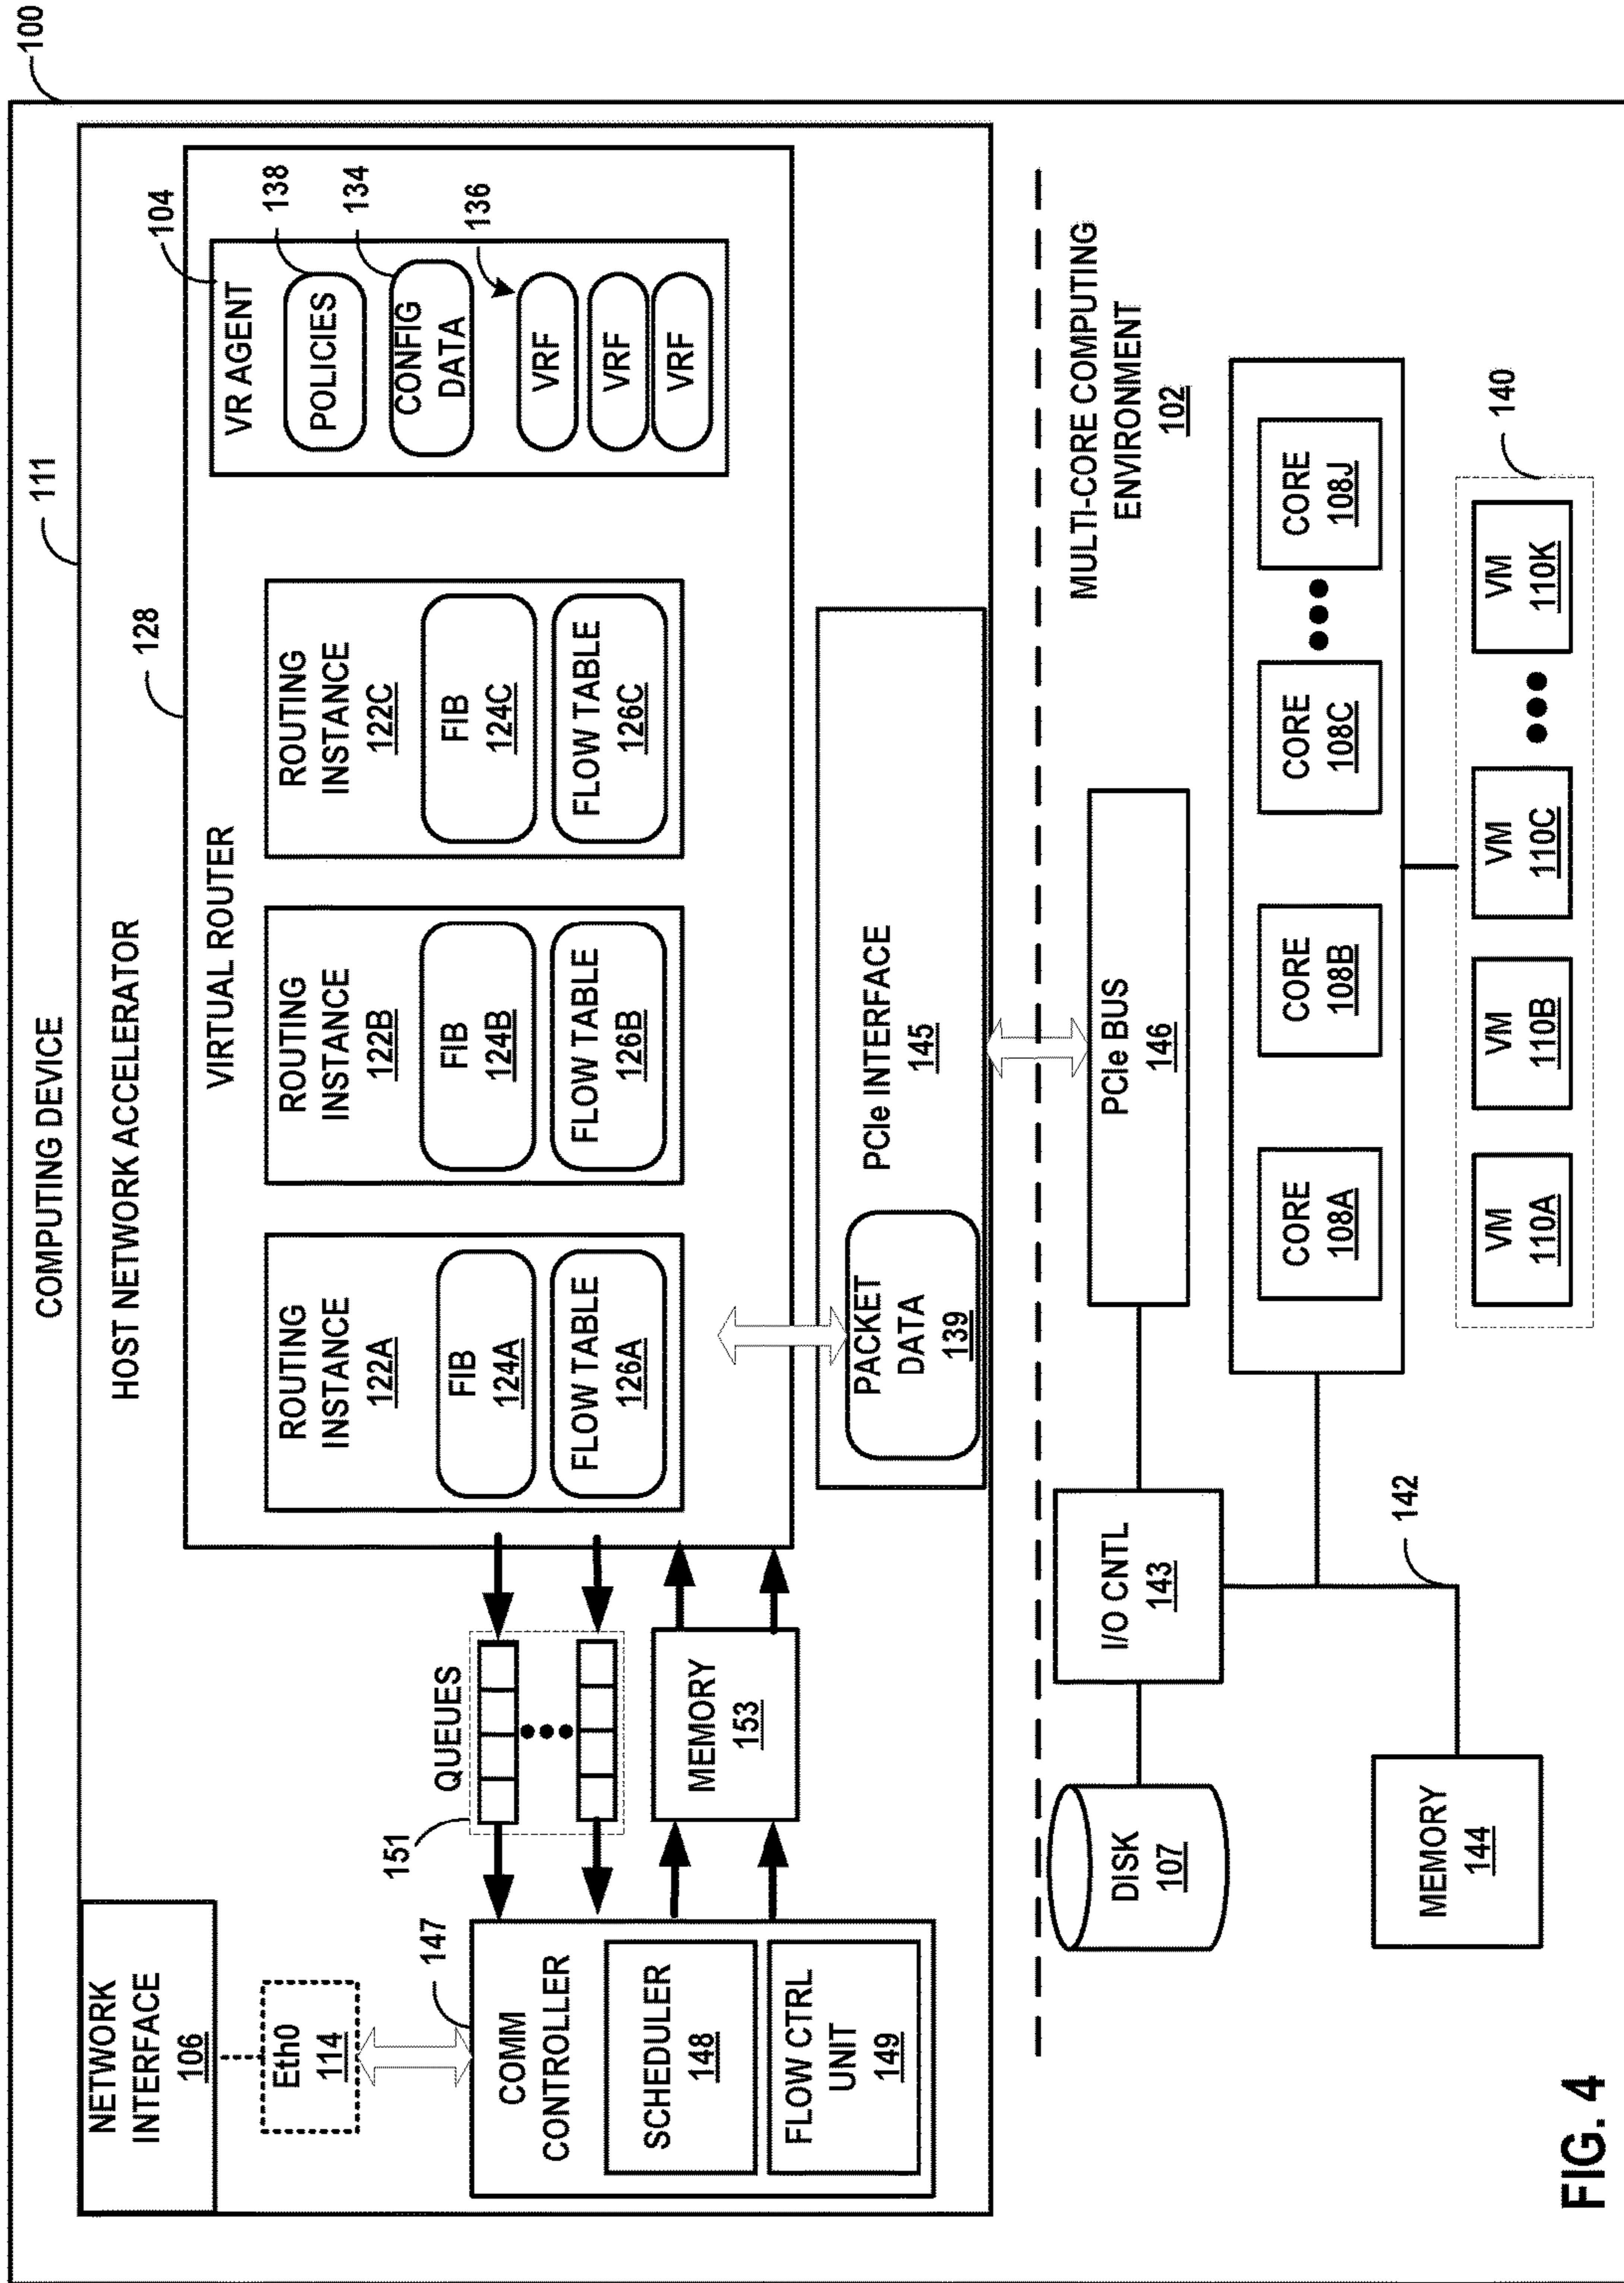 100
COMPUTING DEVICE
111
HOST NETWORK ACCELERATOR
NETWORK
INTERFACE
106
Eth0
114
147
COMM
CONTROLLER
SCHEDULER
148
FLOW CTRL
UNIT
149
151
QUEUES
MEMORY
153
128
VIRTUAL ROUTER
ROUTING
INSTANCE
122A
FIB
124A
FLOW TABLE
126A
ROUTING
INSTANCE
122B
FIB
124B
FLOW TABLE
126B
ROUTING
INSTANCE
122C
FIB
124C
FLOW TABLE
126C
104
VR AGENT
138
POLICIES
134
CONFIG
DATA
136
VRF
VRF
VRF
PACKET
DATA
139
PCIe INTERFACE
145
MULTI-CORE COMPUTING
ENVIRONMENT
102
DISK
107
I/O CNTL
143
PCIe BUS
146
142
MEMORY
144
CORE
108A
CORE
108B
CORE
108C
CORE
108J
140
VM
110A
VM
110B
VM
110C
VM
110K
FIG. 4